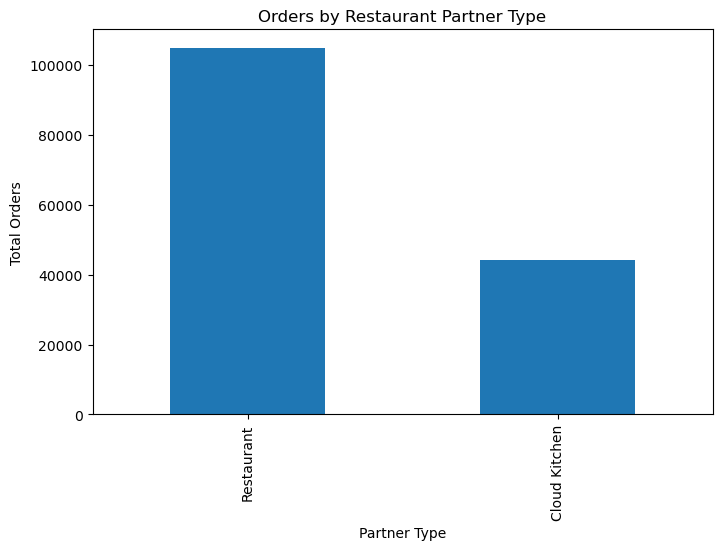 Orders by Restaurant Partner Type
Total Orders
100000
80000
60000
40000
20000
0
Restaurant
Cloud Kitchen
Partner Type